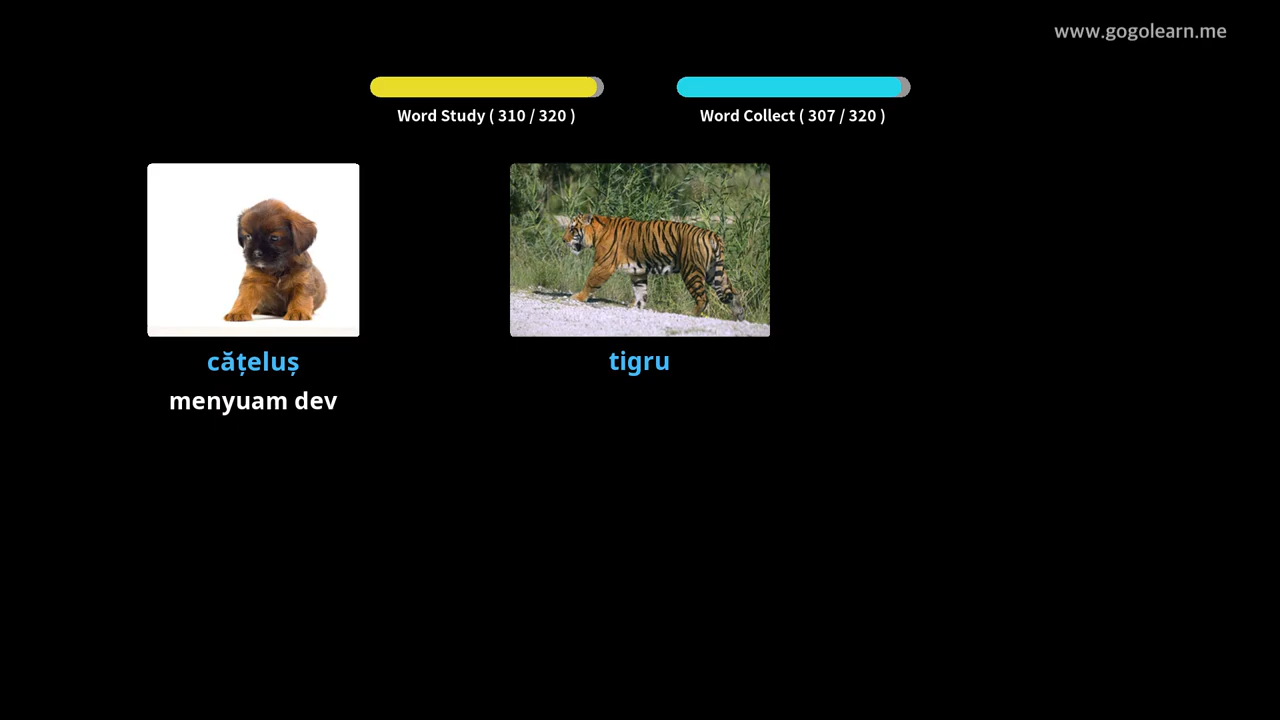 www.gogolearn.me
Word Study ( 310 / 320 )
Word Collect ( 307 / 320 )
cățeluș
tigru
menyuam dev